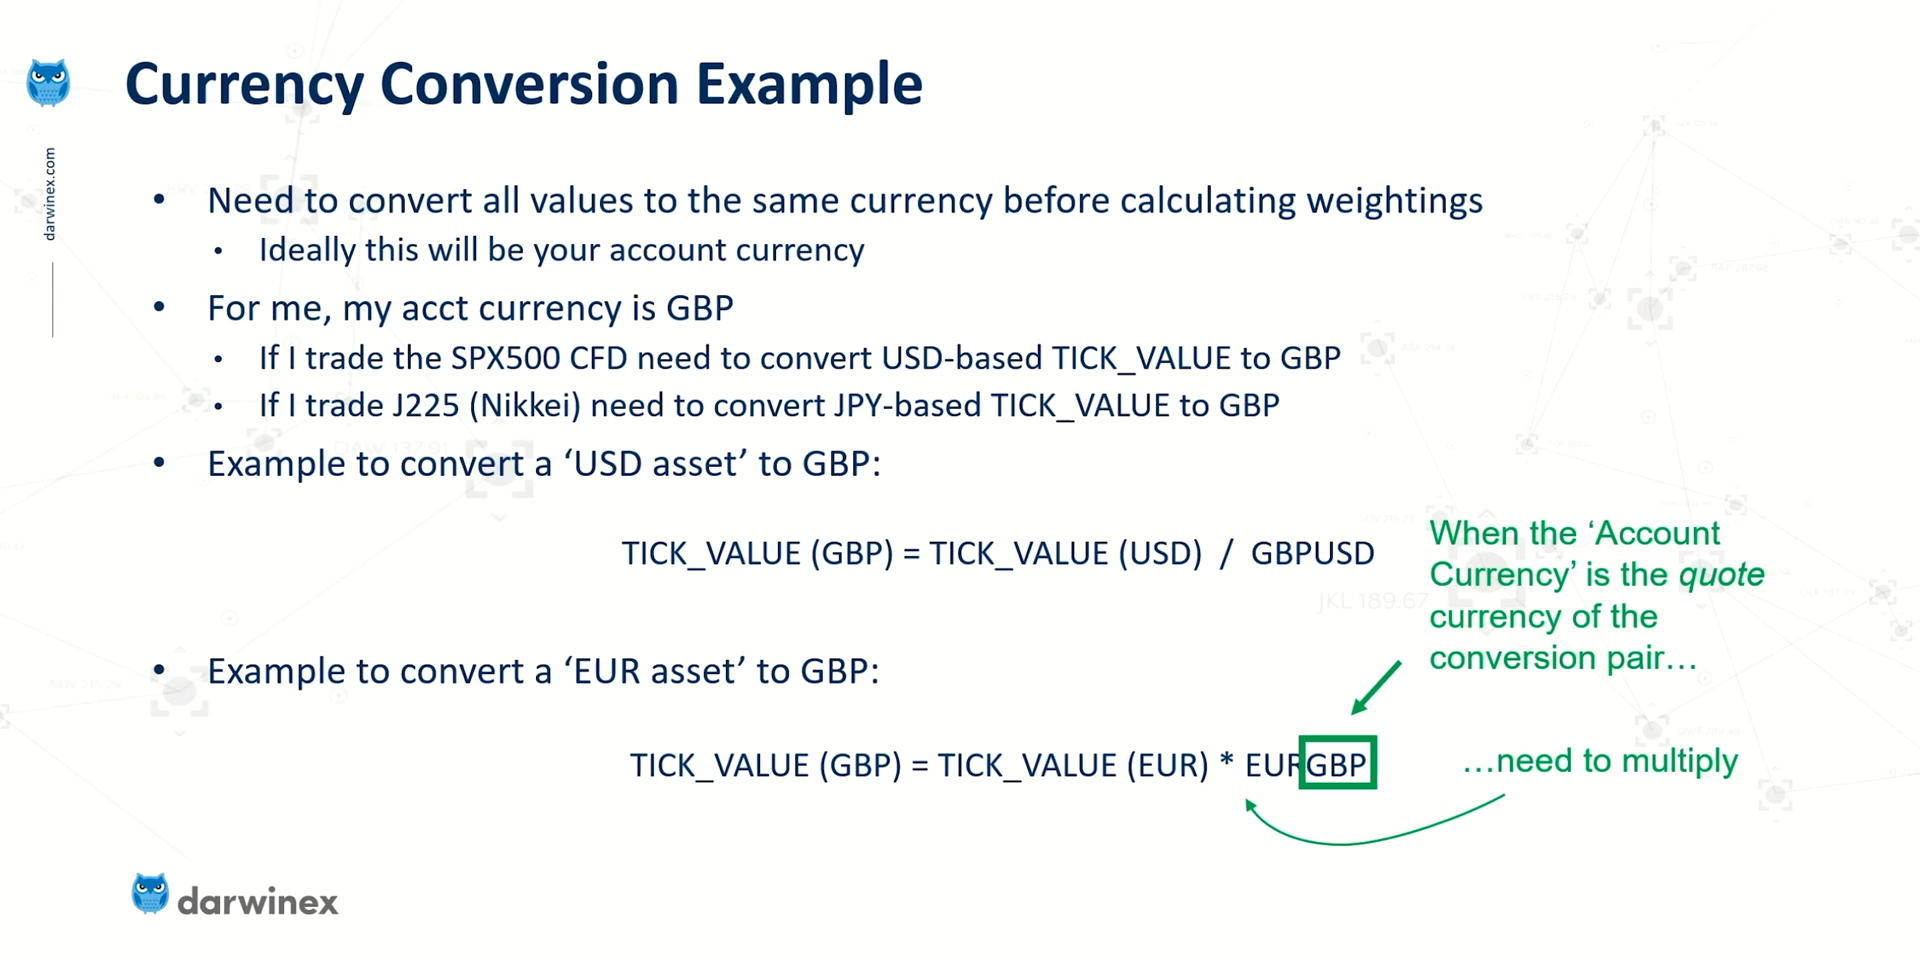 Currency Conversion Example
darwinex.com
• Need to convert all values to the same currency before calculating weightings
• Ideally this will be your account currency
• For me, my acct currency is GBP
• If I trade the SPX500 CFD need to convert USD-based TICK_VALUE to GBP
• If I trade J225 (Nikkei) need to convert JPY-based TICK_VALUE to GBP
• Example to convert a ‘USD asset’ to GBP:
TICK_VALUE (GBP) = TICK_VALUE (USD) / GBPUSD
When the ‘Account
Currency’ is the quote
currency of the
conversion pair…
JKL 189.67
• Example to convert a ‘EUR asset’ to GBP:
TICK_VALUE (GBP) = TICK_VALUE (EUR) * EURGBP
…need to multiply
darwinex